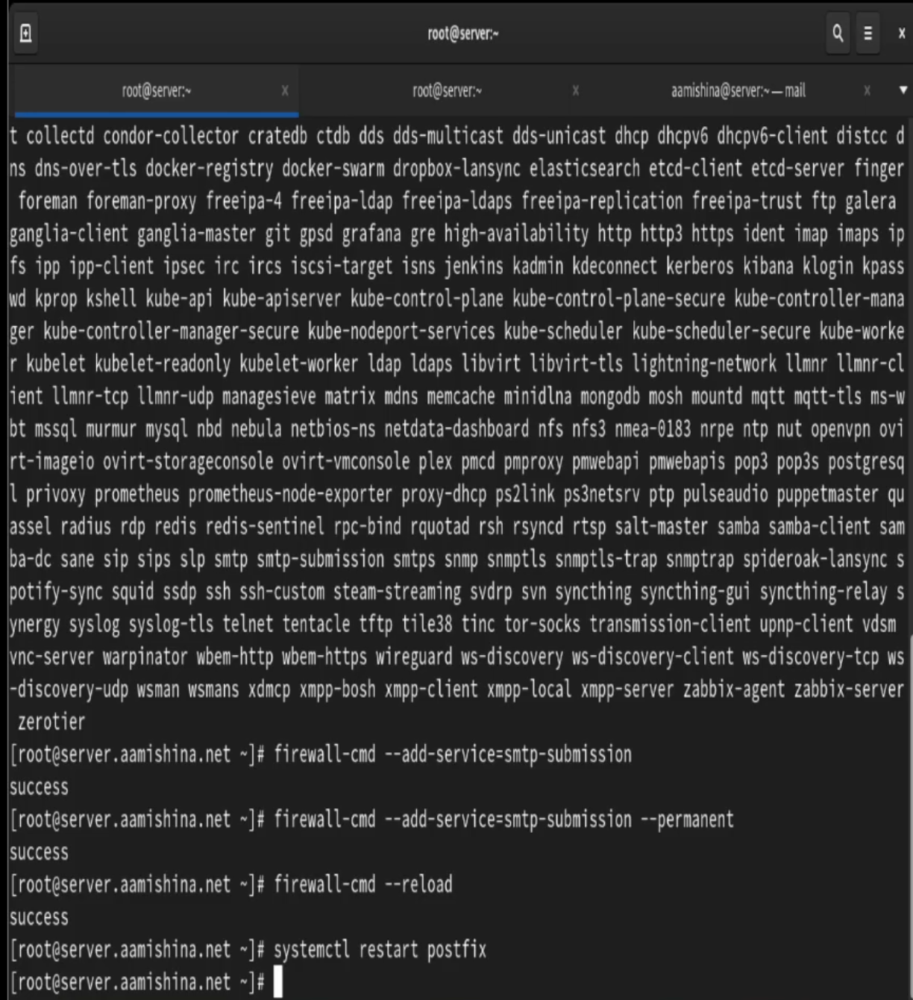 root@server:~
x
root@server:~ x root@server:~ x aamishina@server:~ — mail x
t collectd condor-collector cratedb ctdb dds dds-multicast dds-unicast dhcp dhcpv6 dhcpv6-client distcc d
ns dns-over-tls docker-registry docker-swarm dropbox-lansync elasticsearch etcd-client etcd-server finger
 foreman foreman-proxy freeipa-4 freeipa-ldap freeipa-ldaps freeipa-replication freeipa-trust ftp galera
ganglia-client ganglia-master git gpsd grafana gre high-availability http http3 https ident imap imaps ip
fs ipp ipp-client ipsec irc ircs iscsi-target isns jenkins kadmin kdeconnect kerberos kibana klogin kpass
wd kprop kshell kube-api kube-apiserver kube-control-plane kube-control-plane-secure kube-controller-mana
ger kube-controller-manager-secure kube-nodeport-services kube-scheduler kube-scheduler-secure kube-worke
r kubelet kubelet-readonly kubelet-worker ldap ldaps libvirt libvirt-tls lightning-network llmnr llmnr-cl
ient llmnr-tcp llmnr-udp managesieve matrix mdns memcache minidlna mongodb mosh mountd mqtt mqtt-tls ms-w
bt mssql murmur mysql nbd nebula netbios-ns netdata-dashboard nfs nfs3 nmea-0183 nrpe ntp nut openvpn ovi
rt-imageio ovirt-storageconsole ovirt-vmconsole plex pmcd pmproxy pmwebapi pmwebapis pop3 pop3s postgresq
l privoxy prometheus prometheus-node-exporter proxy-dhcp ps2link ps3netsrv ptp pulseaudio puppetmaster qu
assel radius rdp redis redis-sentinel rpc-bind rquotad rsh rsyncd rtsp salt-master samba samba-client sam
ba-dc sane sip sips slp smtp smtp-submission smtps snmp snmptls snmptls-trap snmptrap spideroak-lansync s
potify-sync squid ssdp ssh ssh-custom steam-streaming svdrp svn syncthing syncthing-gui syncthing-relay s
ynergy syslog syslog-tls telnet tentacle tftp tile38 tinc tor-socks transmission-client upnp-client vdsm
vnc-server warpinator wbem-http wbem-https wireguard ws-discovery ws-discovery-client ws-discovery-tcp ws
-discovery-udp wsman wsmans xdmcp xmpp-bosh xmpp-client xmpp-local xmpp-server zabbix-agent zabbix-server
 zerotier
[root@server.aamishina.net ~]# firewall-cmd --add-service=smtp-submission
success
[root@server.aamishina.net ~]# firewall-cmd --add-service=smtp-submission --permanent
success
[root@server.aamishina.net ~]# firewall-cmd --reload
success
[root@server.aamishina.net ~]# systemctl restart postfix
[root@server.aamishina.net ~]#